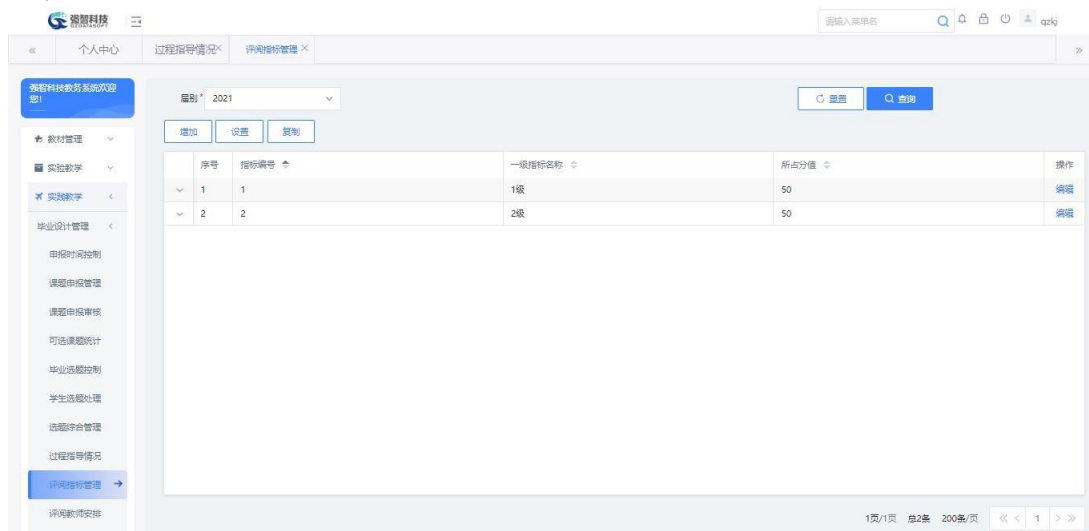 强智科技
QZDATASOFT
请输入菜单名
qzkj
个人中心
过程指导情况
评阅指标管理
强智科技教务系统欢迎您!
届别* 2021
重置
查询
增加
设置
复制
序号 指标编号 一级指标名称 所占分值 操作
1 1 1级 50 编辑
2 2 2级 50 编辑
教材管理
实验教学
实践教学
毕业设计管理
申报时间控制
课题申报管理
课题申报审核
可选课题统计
毕业选题控制
学生选题处理
选题综合管理
过程指导情况
评阅指标管理
评阅教师安排
1页/1页 总2条 200条/页 1